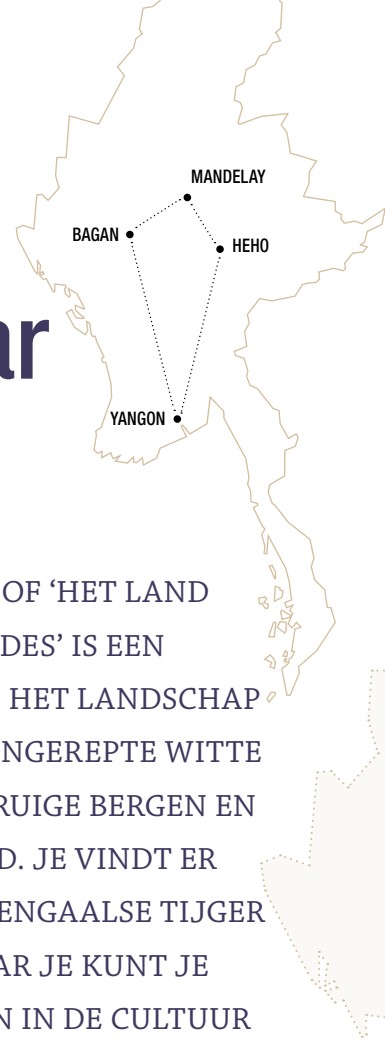 MANDELAY
BAGAN
HEHO
ar
YANGON
OF ‘HET LAND
DES’ IS EEN
HET LANDSCHAP
NGEREPTE WITTE
RUIGE BERGEN EN
D. JE VINDT ER
ENGAALSE TIJGER
AR JE KUNT JE
N IN DE CULTUUR